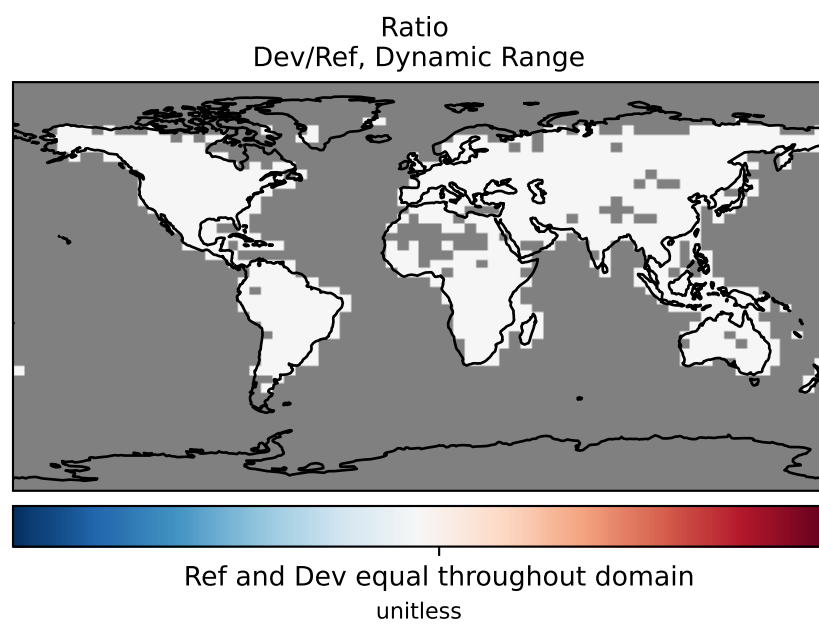 Ratio
Dev/Ref, Dynamic Range
Ref and Dev equal throughout domain
unitless